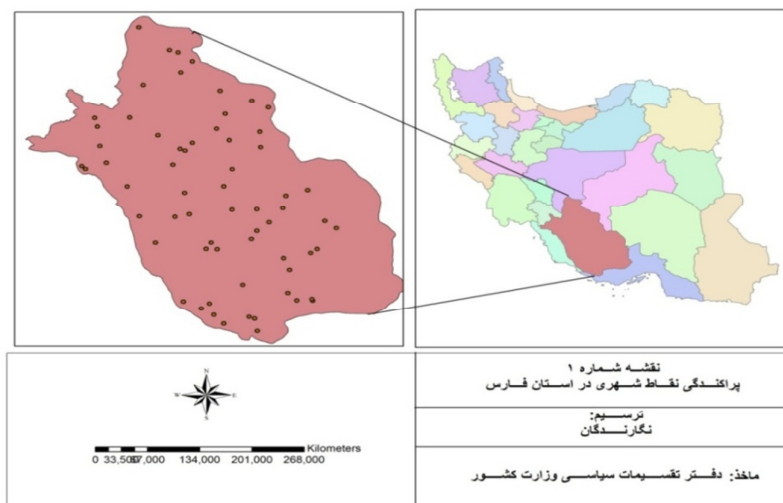 N
W E
S
Kilometers
0 33,500 67,000 134,000 201,000 268,000
نقشه شماره ۱
پراکندگی نقاط شهری در استان فارس
ترسیم:
نگارندگان
ماخذ: دفتر تقسیمات سیاسی وزارت کشور